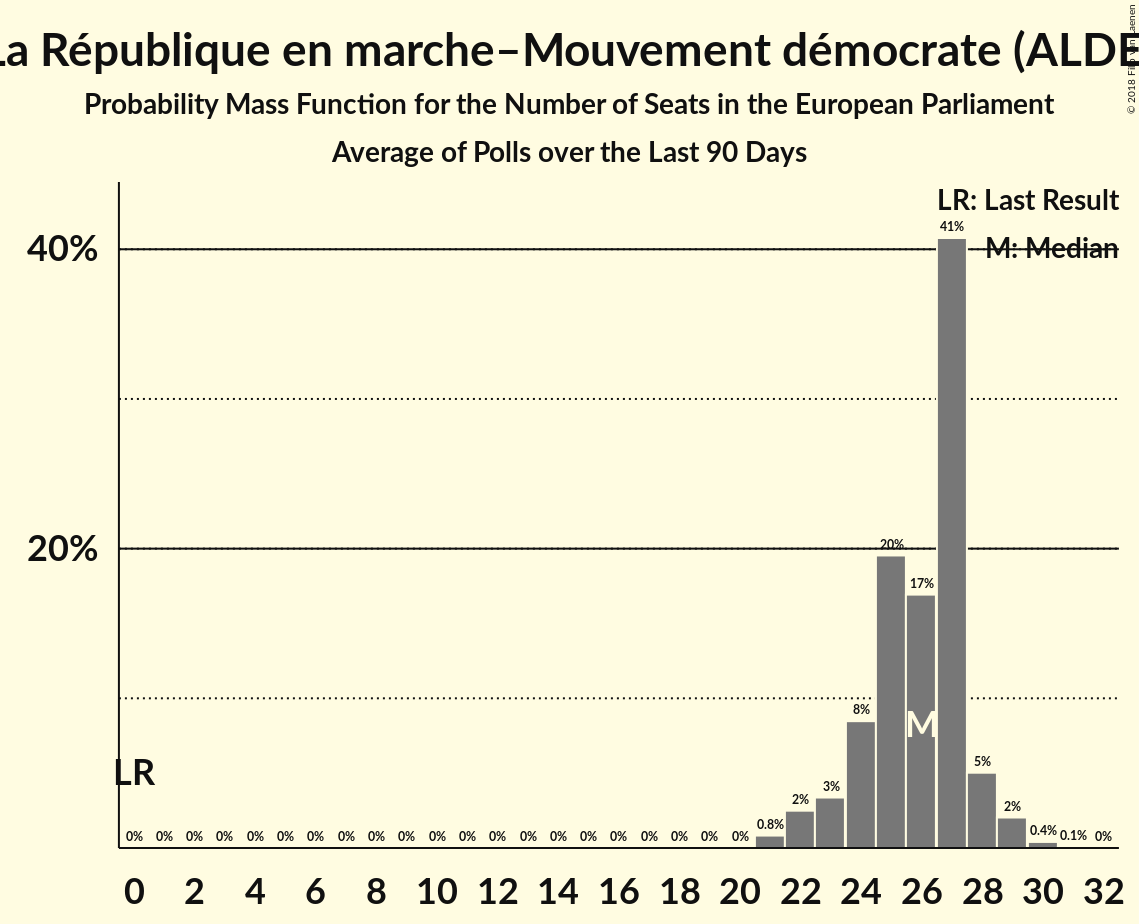 La République en marche–Mouvement démocrate (ALDE
Probability Mass Function for the Number of Seats in the European Parliament
Average of Polls over the Last 90 Days
© 2018 Filip van Laenen
LR: Last Result
M: Median
40%
20%
41%
20%
17%
8%
5%
3%
2%
2%
0.8%
0.4%
0.1%
0%
M
LR
0% 0% 0% 0% 0% 0% 0% 0% 0% 0% 0% 0% 0% 0% 0% 0% 0% 0% 0% 0% 0%
0 2 4 6 8 10 12 14 16 18 20 22 24 26 28 30 32